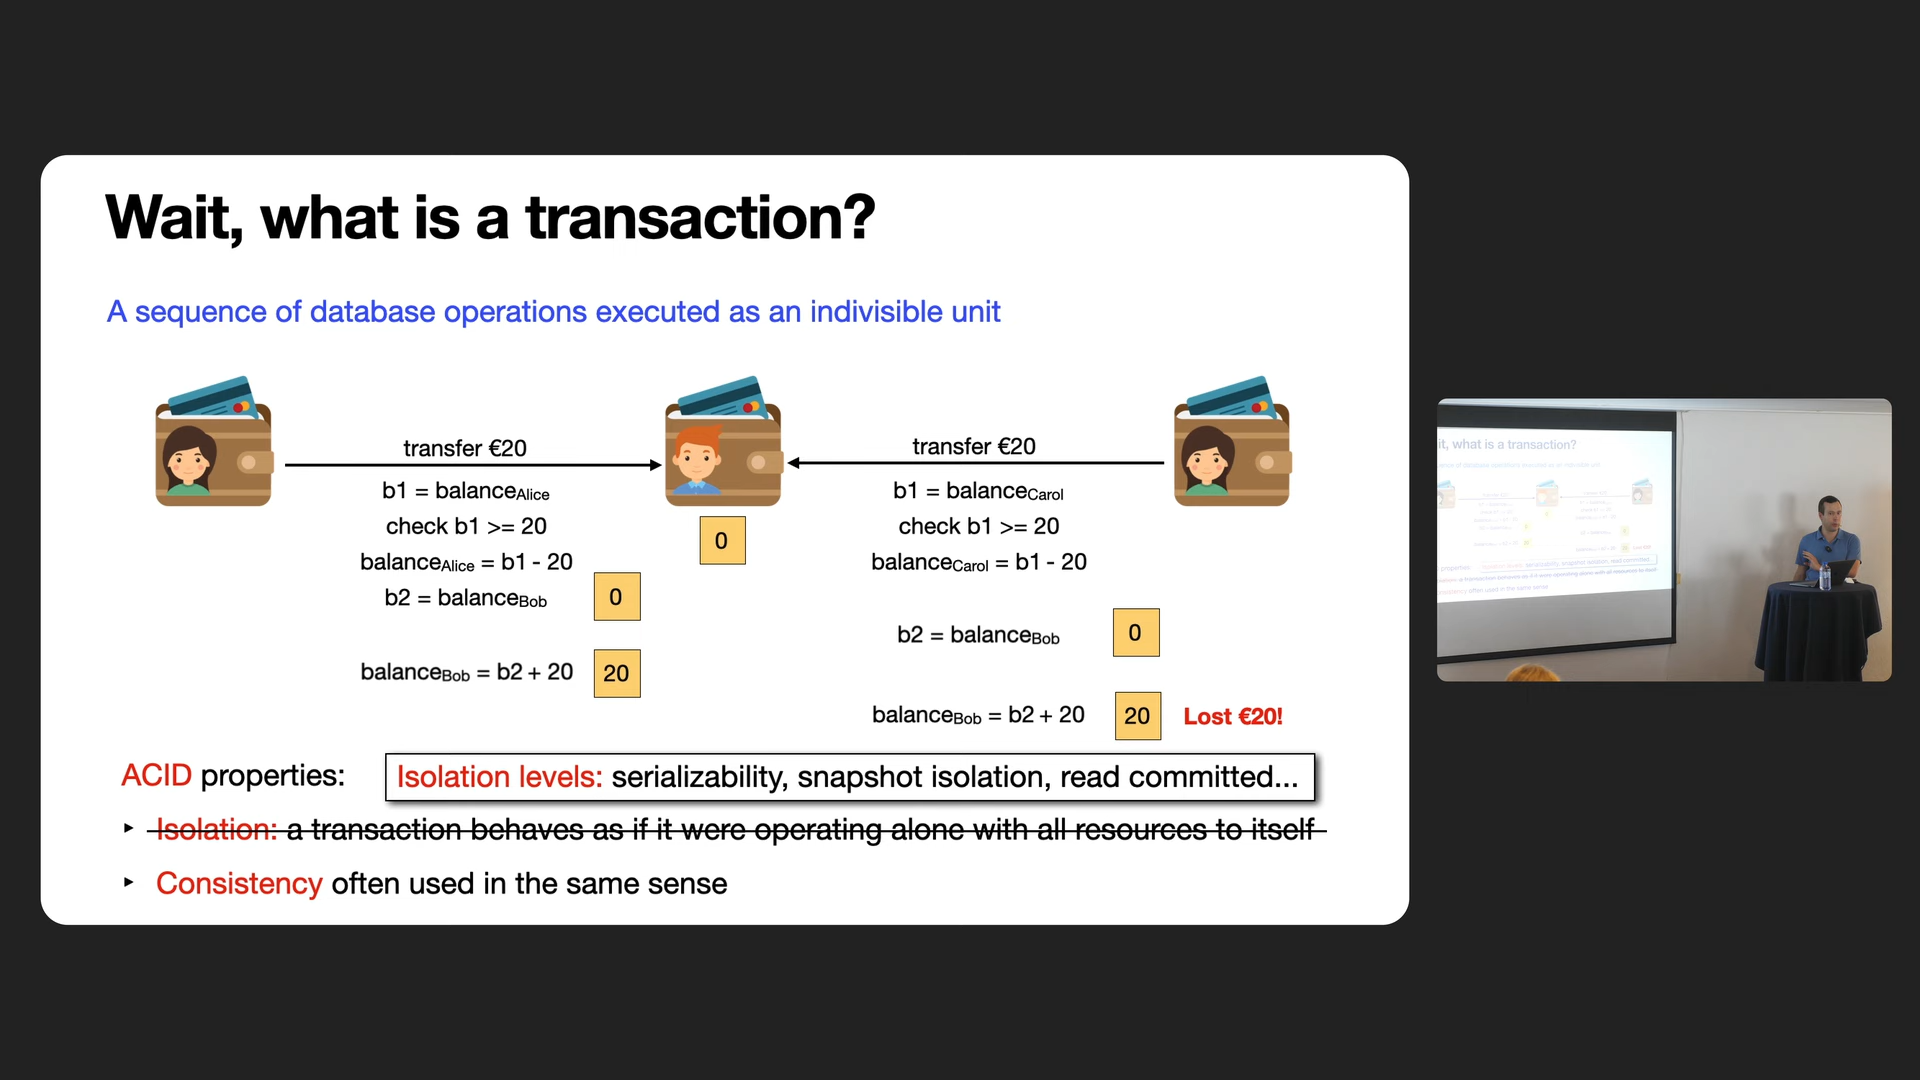 Wait, what is a transaction?
A sequence of database operations executed as an indivisible unit
transfer €20
b1 = balanceAlice
check b1 >= 20
balanceAlice = b1 - 20
b2 = balanceBob
0
balanceBob = b2 + 20
20
0
transfer €20
b1 = balanceCarol
check b1 >= 20
balanceCarol = b1 - 20
b2 = balanceBob
0
balanceBob = b2 + 20
20
Lost €20!
ACID properties:
Isolation levels: serializability, snapshot isolation, read committed...
‣ Isolation: a transaction behaves as if it were operating alone with all resources to itself
‣ Consistency often used in the same sense
it, what is a transaction?